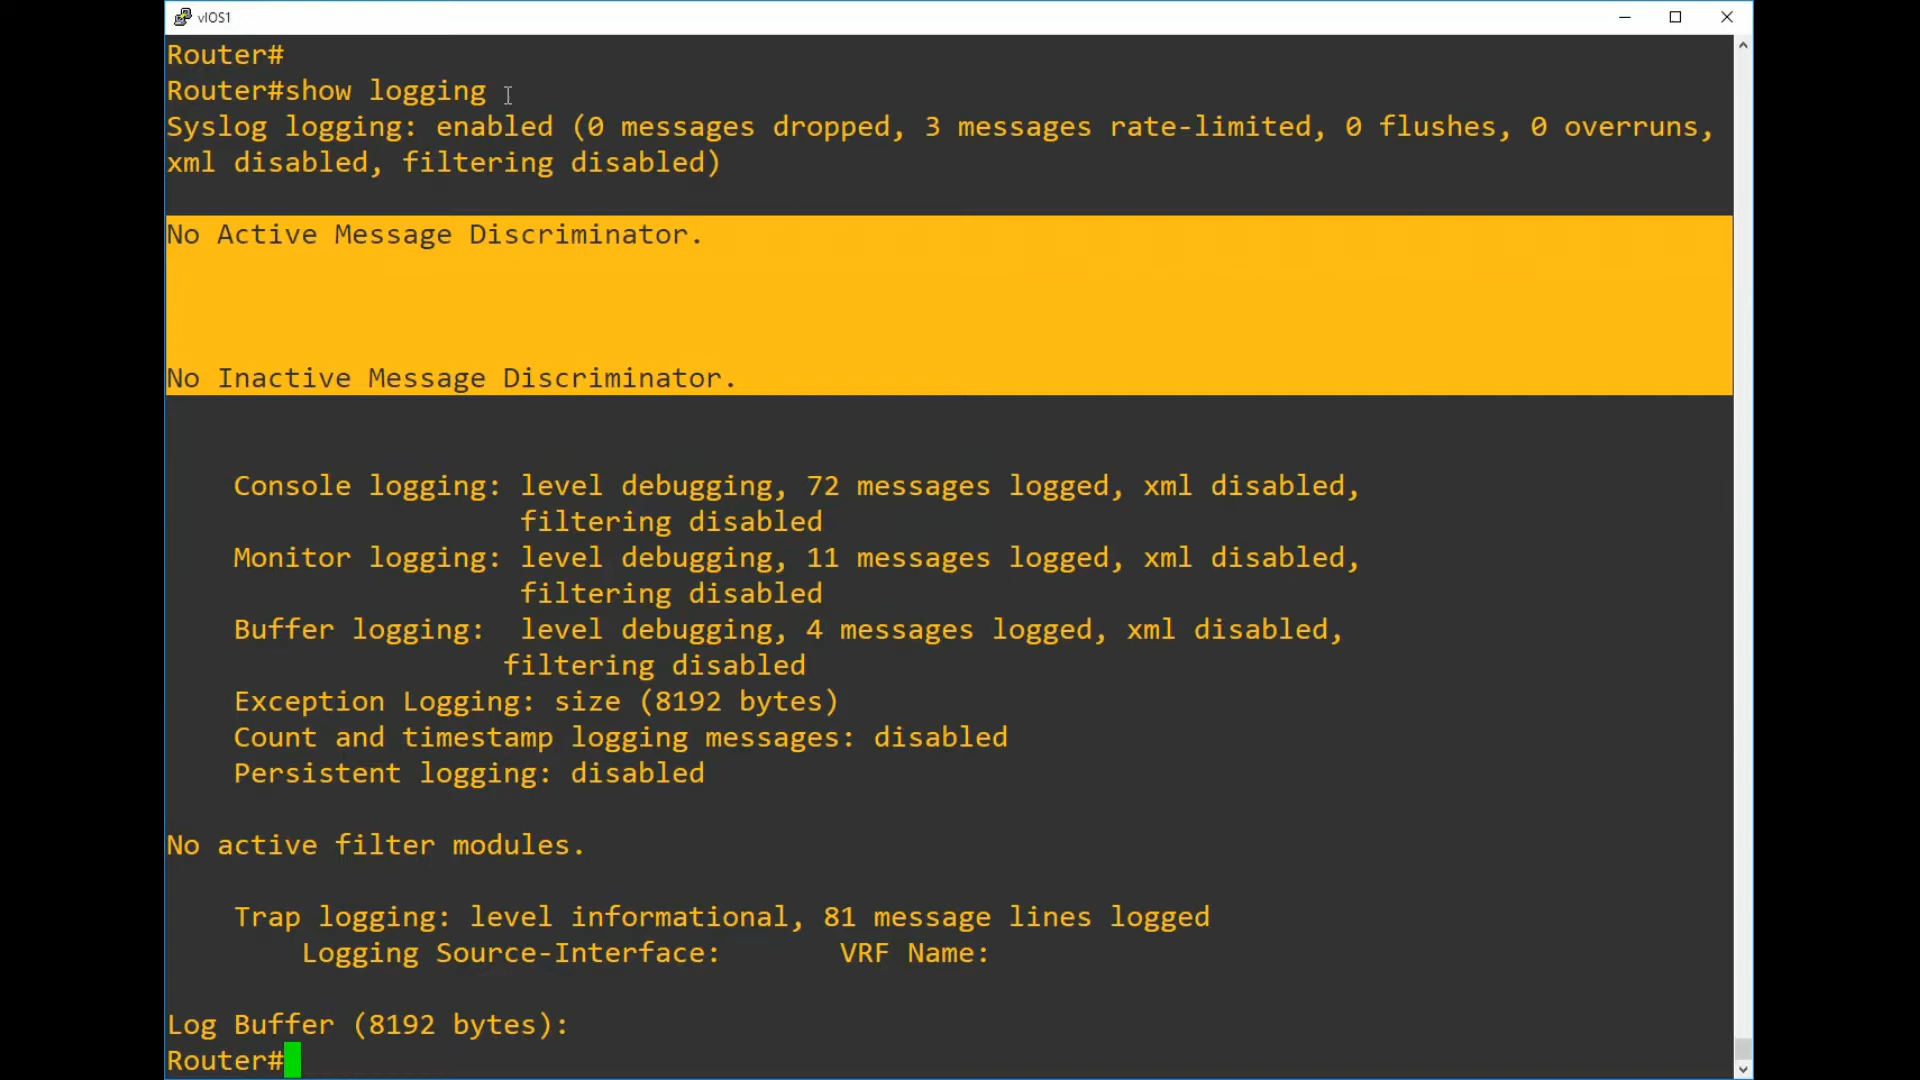 vIOS1
Router#
Router#show logging
Syslog logging: enabled (0 messages dropped, 3 messages rate-limited, 0 flushes, 0 overruns,
xml disabled, filtering disabled)
No Active Message Discriminator.
No Inactive Message Discriminator.
Console logging: level debugging, 72 messages logged, xml disabled,
filtering disabled
Monitor logging: level debugging, 11 messages logged, xml disabled,
filtering disabled
Buffer logging:  level debugging, 4 messages logged, xml disabled,
filtering disabled
Exception Logging: size (8192 bytes)
Count and timestamp logging messages: disabled
Persistent logging: disabled
No active filter modules.
Trap logging: level informational, 81 message lines logged
Logging Source-Interface:       VRF Name:
Log Buffer (8192 bytes):
Router#